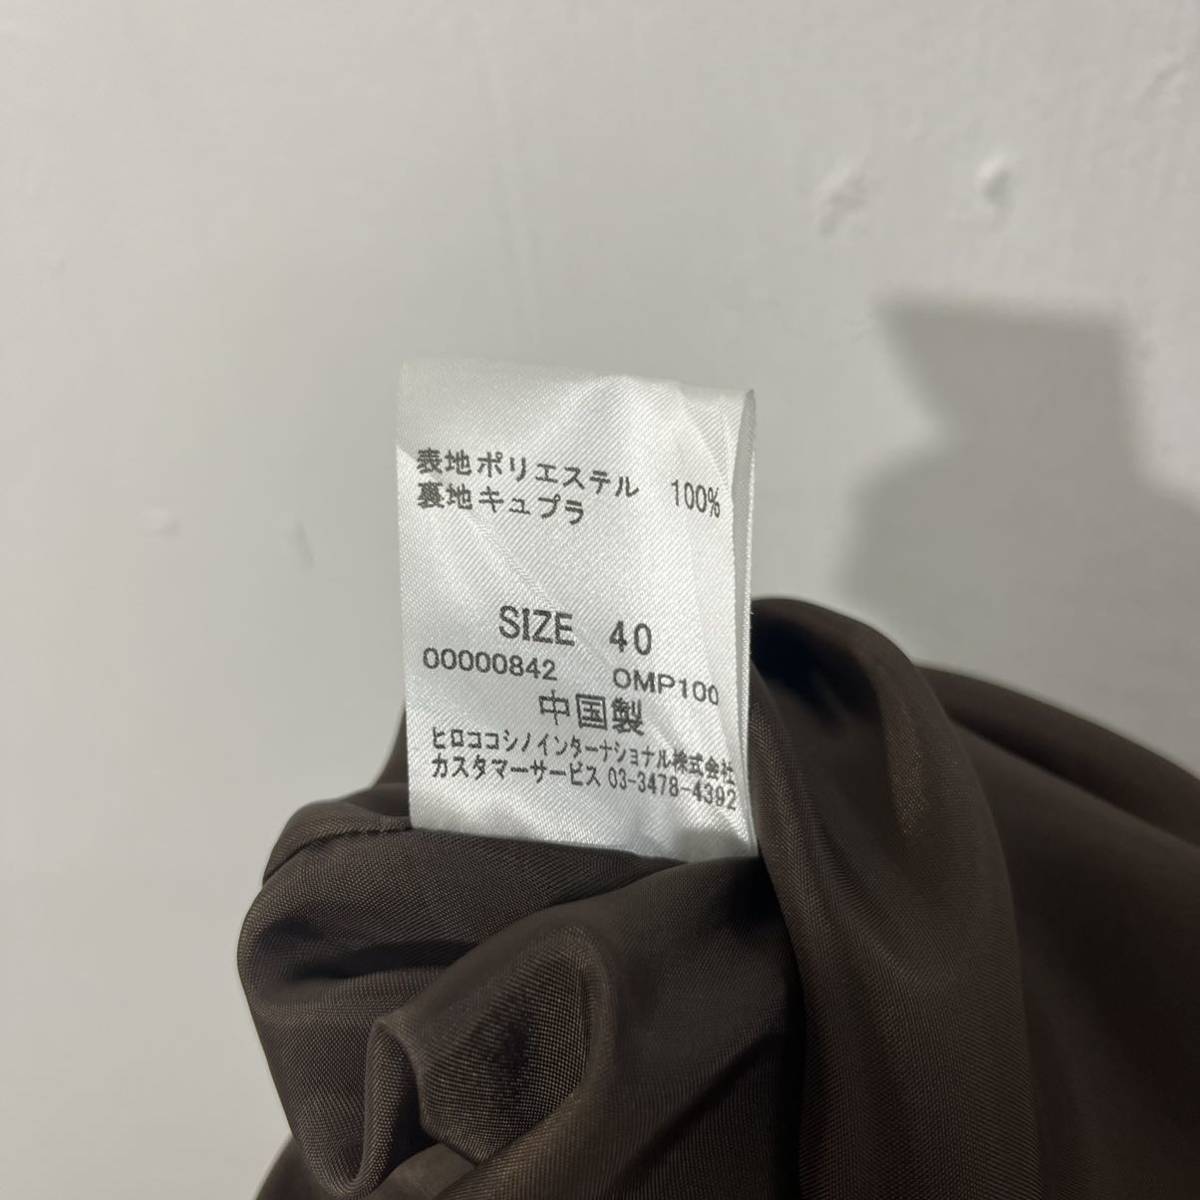 表地ポリエステル 100%
裏地キュプラ
SIZE 40
00000842 OMP100
中国製
ヒロココシノインターナショナル株式会社
カスタマーサービス 03-3478-4392